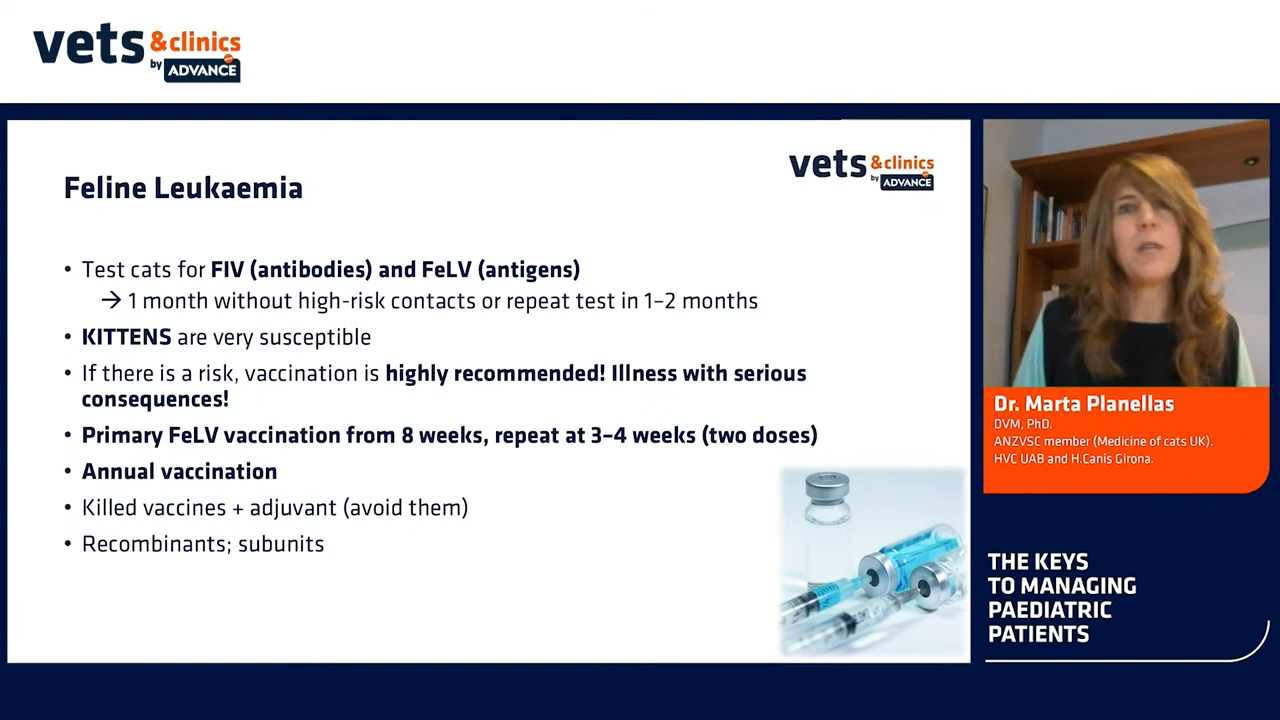 vets &clinics
by ADVANCE
vets &clinics
by ADVANCE
Feline Leukaemia
• Test cats for FIV (antibodies) and FeLV (antigens)
→ 1 month without high-risk contacts or repeat test in 1–2 months
• KITTENS are very susceptible
• If there is a risk, vaccination is highly recommended! Illness with serious
consequences!
• Primary FeLV vaccination from 8 weeks, repeat at 3–4 weeks (two doses)
• Annual vaccination
• Killed vaccines + adjuvant (avoid them)
• Recombinants; subunits
Dr. Marta Planellas
DVM, PhD.
ANZVSC member (Medicine of cats UK).
HVC UAB and H.Canis Girona.
THE KEYS
TO MANAGING
PAEDIATRIC
PATIENTS